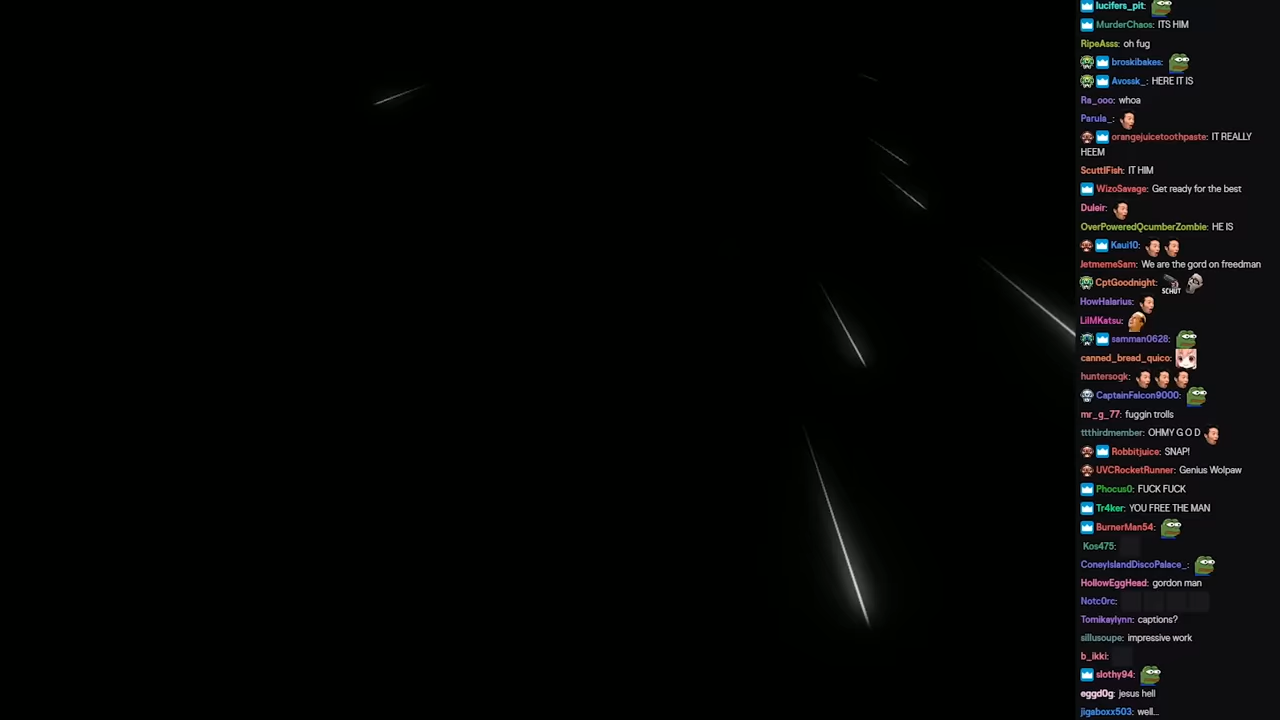 lucifers_pit:
MurderChaos: ITS HIM
RipeAsss: oh fug
broskibakes:
Avossk_: HERE IT IS
Ra_ooo: whoa
Parula_:
orangejuicetoothpaste: IT REALLY
HEEM
ScuttlFish: IT HIM
WizoSavage: Get ready for the best
Duleir:
OverPoweredQcumberZombie: HE IS
Kaui10:
JetmemeSam: We are the gord on freedman
CptGoodnight: SCHUT
HowHalarius:
LilMKatsu:
samman0628:
canned_bread_quico:
huntersogk:
CaptainFalcon9000:
mr_g_77: fuggin trolls
ttthirdmember: OHMY G O D
Robbitjuice: SNAP!
UVCRocketRunner: Genius Wolpaw
Phocus0: FUCK FUCK
Tr4ker: YOU FREE THE MAN
BurnerMan54:
Kos475:
ConeyIslandDiscoPalace_:
HollowEggHead: gordon man
Notc0rc:
Tomikaylynn: captions?
sillusoupe: impressive work
b_ikki:
slothy94:
eggd0g: jesus hell
jigaboxx503: well...